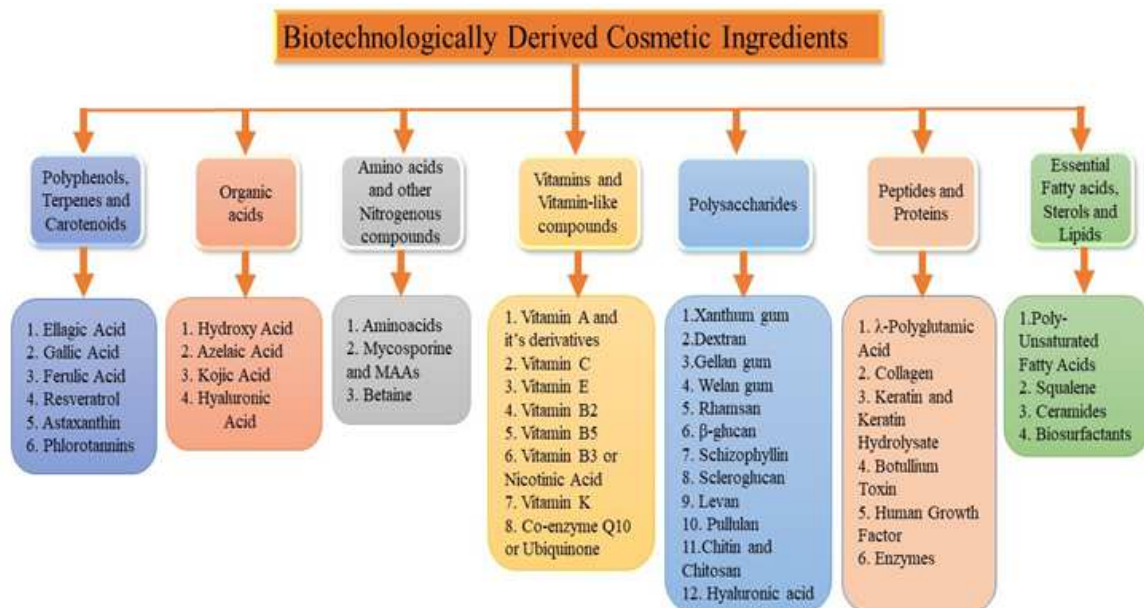 Biotechnologically Derived Cosmetic Ingredients
Polyphenols,
Terpenes and
Carotenoids
Organic
acids
Amino acids
and other
Nitrogenous
compounds
Vitamins and
Vitamin-like
compounds
Polysaccharides
Peptides and
Proteins
Essential
Fatty acids,
Sterols and
Lipids
1. Ellagic Acid
2. Gallic Acid
3. Ferulic Acid
4. Resveratrol
5. Astaxanthin
6. Phlorotannins
1. Hydroxy Acid
2. Azelaic Acid
3. Kojic Acid
4. Hyaluronic
Acid
1. Aminoacids
2. Mycosporine
and MAAs
3. Betaine
1. Vitamin A and
it's derivatives
2. Vitamin C
3. Vitamin E
4. Vitamin B2
5. Vitamin B5
6. Vitamin B3 or
Nicotinic Acid
7. Vitamin K
8. Co-enzyme Q10
or Ubiquinone
1.Xanthum gum
2.Dextran
3.Gellan gum
4. Welan gum
5. Rhamsan
6. β-glucan
7. Schizophyllin
8. Scleroglucan
9. Levan
10. Pullulan
11.Chitin and
Chitosan
12. Hyaluronic acid
1. λ-Polyglutamic
Acid
2. Collagen
3. Keratin and
Keratin
Hydrolysate
4. Botullium
Toxin
5. Human Growth
Factor
6. Enzymes
1.Poly-
Unsaturated
Fatty Acids
2. Squalene
3. Ceramides
4. Biosurfactants